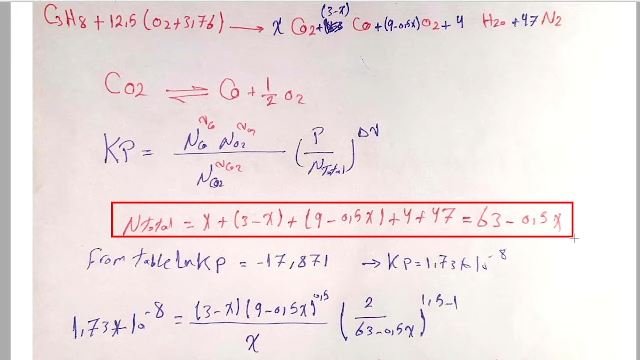 C3H8 + 12,5 (O2 + 3,76) → x CO2 + (3-x) CO + (9-0,5x) O2 + 4 H2O + 47 N2
CO2 ⇌ CO + 1/2 O2
KP = (N_CO^νCO N_O2^νO2 / N_CO2^νCO2) (P / N_Total)^ΔV
N_Total = x + (3-x) + (9-0,5x) + 4 + 47 = 63 - 0,5x
from table Ln KP = -17,871 → KP = 1,73 * 10^-8
1,73 * 10^-8 = ((3-x) (9-0,5x)^0,5 / x) (2 / 63-0,5x)^1,5-1